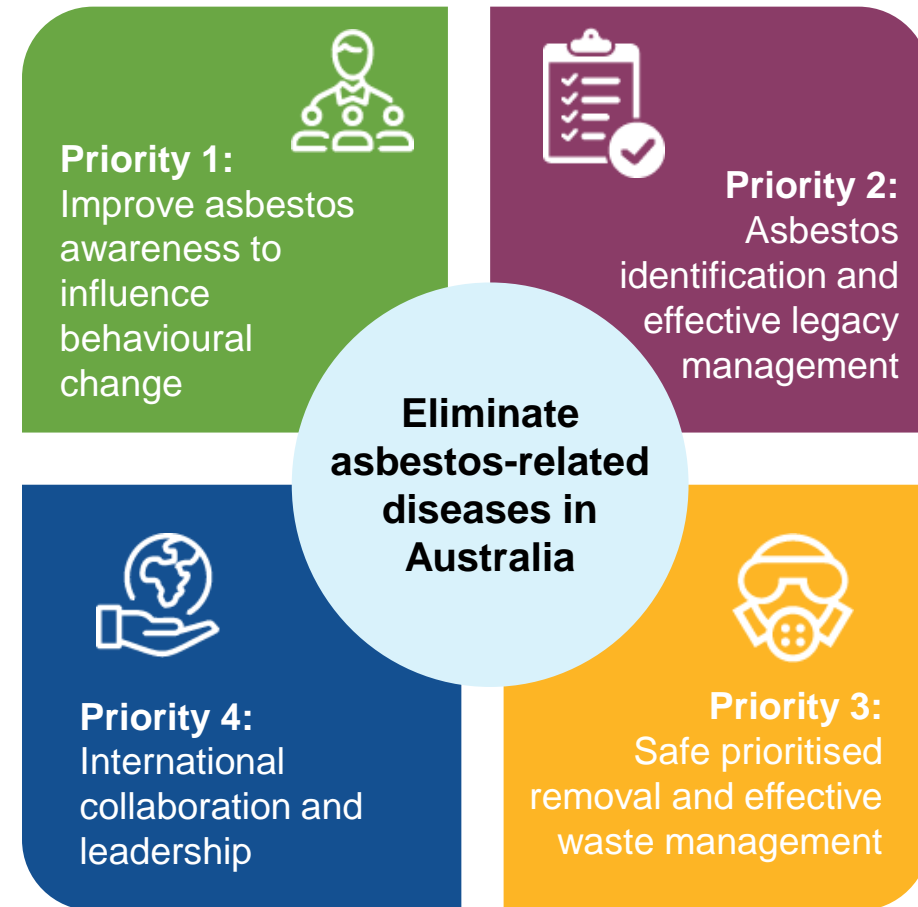 Priority 1:
Improve asbestos
awareness to
influence
behavioural
change
Priority 2:
Asbestos
identification and
effective legacy
management
Eliminate
asbestos-related
diseases in
Australia
Priority 4:
International
collaboration and
leadership
Priority 3:
Safe prioritised
removal and effective
waste management